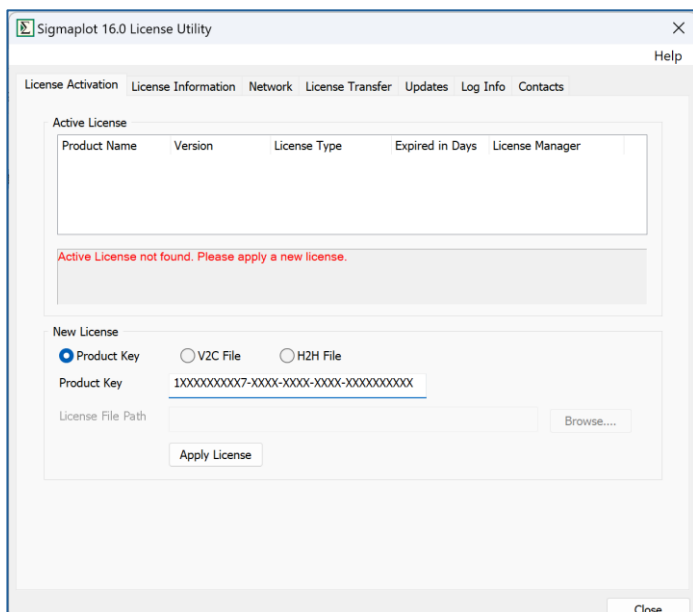 Sigmaplot 16.0 License Utility
Help
License Activation License Information Network License Transfer Updates Log Info Contacts
Active License
Product Name Version License Type Expired in Days License Manager
Active License not found. Please apply a new license.
New License
Product Key V2C File H2H File
Product Key 1XXXXXXXXX7-XXXX-XXXX-XXXX-XXXXXXXXXX
License File Path Browse....
Apply License
Close